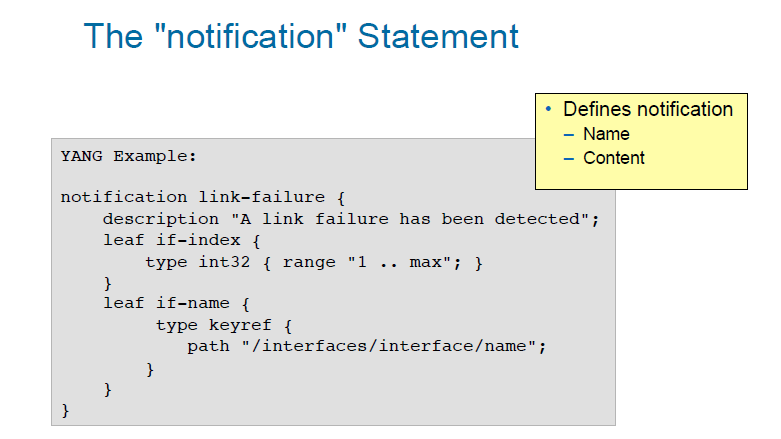 The "notification" Statement
• Defines notification
– Name
– Content
YANG Example:
notification link-failure {
    description "A link failure has been detected";
    leaf if-index {
        type int32 { range "1 .. max"; }
    }
    leaf if-name {
         type keyref {
            path "/interfaces/interface/name";
        }
    }
}